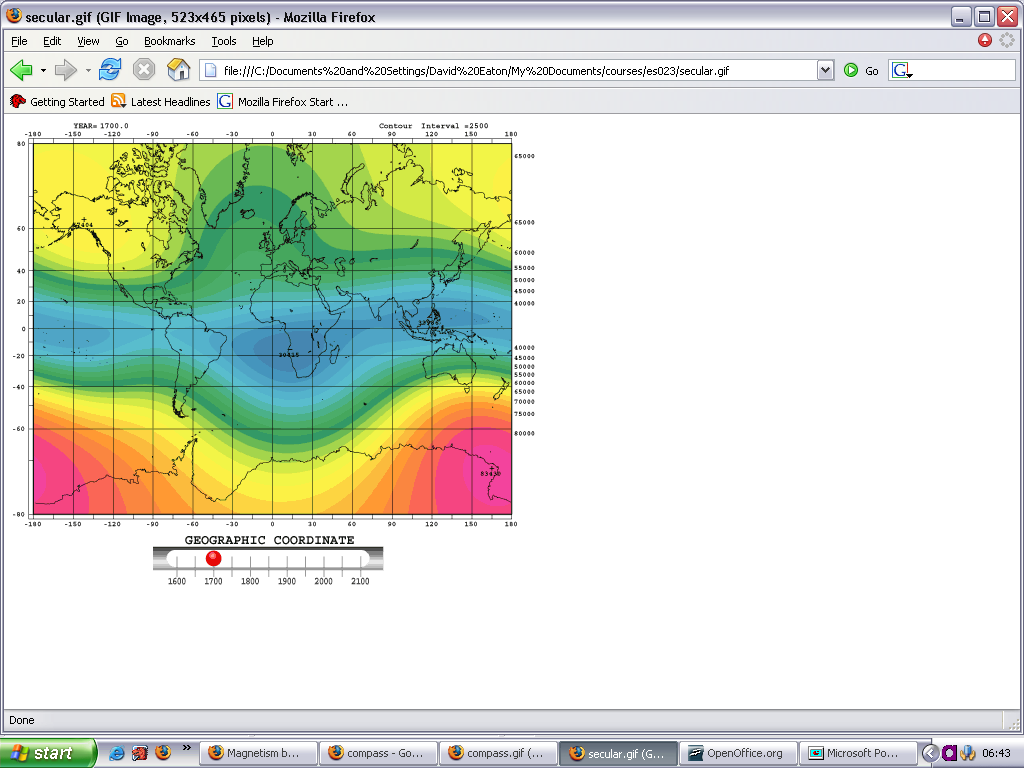 secular.gif (GIF Image, 523x465 pixels) - Mozilla Firefox
File Edit View Go Bookmarks Tools Help
file:///C:/Documents%20and%20Settings/David%20Eaton/My%20Documents/courses/es023/secular.gif Go G
Getting Started Latest Headlines G Mozilla Firefox Start ...
YEAR= 1700.0 Contour Interval =2500
-180 -150 -120 -90 -60 -30 0 30 60 90 120 150 180
80
65000
65000
60
60000
55000
40
50000
45000
20
40000
0
40000
-20
45000
50000
55000
-40
60000
65000
70000
75000
-60
80000
-80
-180 -150 -120 -90 -60 -30 0 30 60 90 120 150 180
GEOGRAPHIC COORDINATE
1600 1700 1800 1900 2000 2100
Done
start » Magnetism b... compass - Go... compass.gif (... secular.gif (G... OpenOffice.org Microsoft Po... 06:43